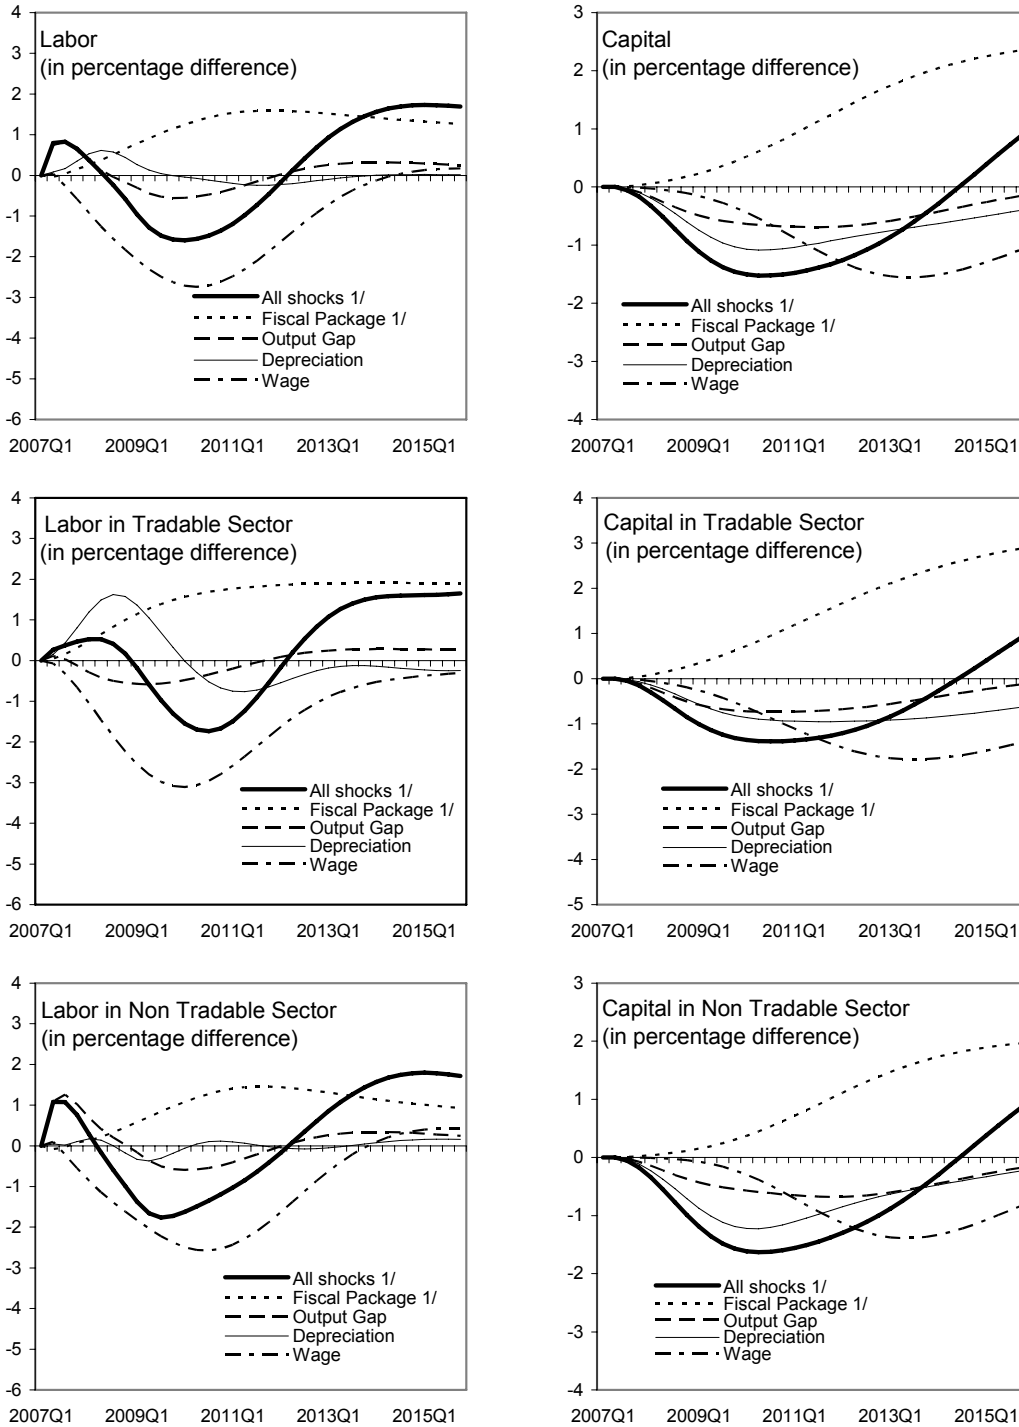 4
3
2
1
0
-1
-2
-3
-4
-5
-6
Labor
(in percentage difference)
All shocks 1/
Fiscal Package 1/
Output Gap
Depreciation
Wage
2007Q1 2009Q1 2011Q1 2013Q1 2015Q1
3
2
1
0
-1
-2
-3
-4
Capital
(in percentage difference)
All shocks 1/
Fiscal Package 1/
Output Gap
Depreciation
Wage
2007Q1 2009Q1 2011Q1 2013Q1 2015Q1
4
3
2
1
0
-1
-2
-3
-4
-5
-6
Labor in Tradable Sector
(in percentage difference)
All shocks 1/
Fiscal Package 1/
Output Gap
Depreciation
Wage
2007Q1 2009Q1 2011Q1 2013Q1 2015Q1
4
3
2
1
0
-1
-2
-3
-4
-5
Capital in Tradable Sector
(in percentage difference)
All shocks 1/
Fiscal Package 1/
Output Gap
Depreciation
Wage
2007Q1 2009Q1 2011Q1 2013Q1 2015Q1
4
3
2
1
0
-1
-2
-3
-4
-5
-6
Labor in Non Tradable Sector
(in percentage difference)
All shocks 1/
Fiscal Package 1/
Output Gap
Depreciation
Wage
2007Q1 2009Q1 2011Q1 2013Q1 2015Q1
3
2
1
0
-1
-2
-3
-4
Capital in Non Tradable Sector
(in percentage difference)
All shocks 1/
Fiscal Package 1/
Output Gap
Depreciation
Wage
2007Q1 2009Q1 2011Q1 2013Q1 2015Q1